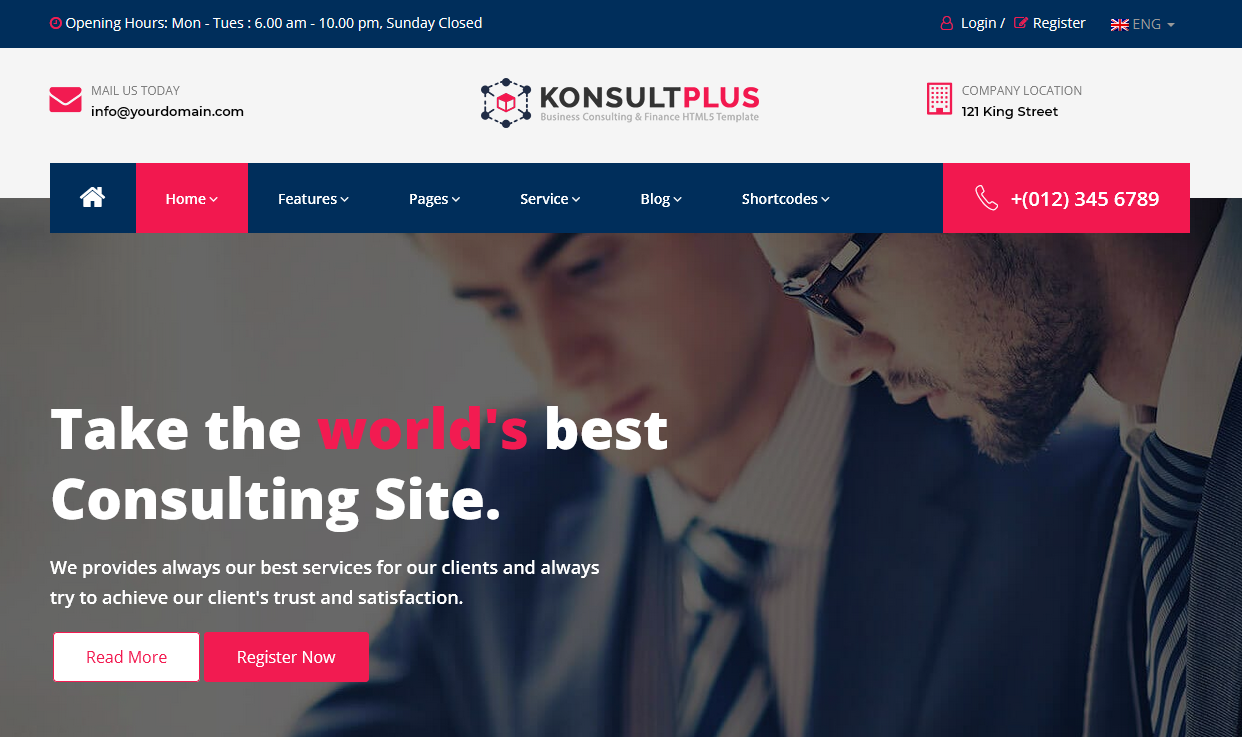 Opening Hours: Mon - Tues : 6.00 am - 10.00 pm, Sunday Closed
Login / Register
ENG
MAIL US TODAY
info@yourdomain.com
KONSULTPLUS
Business Consulting & Finance HTML5 Template
COMPANY LOCATION
121 King Street
Home
Features
Pages
Service
Blog
Shortcodes
+(012) 345 6789
Take the world's best
Consulting Site.
We provides always our best services for our clients and always
try to achieve our client's trust and satisfaction.
Read More
Register Now